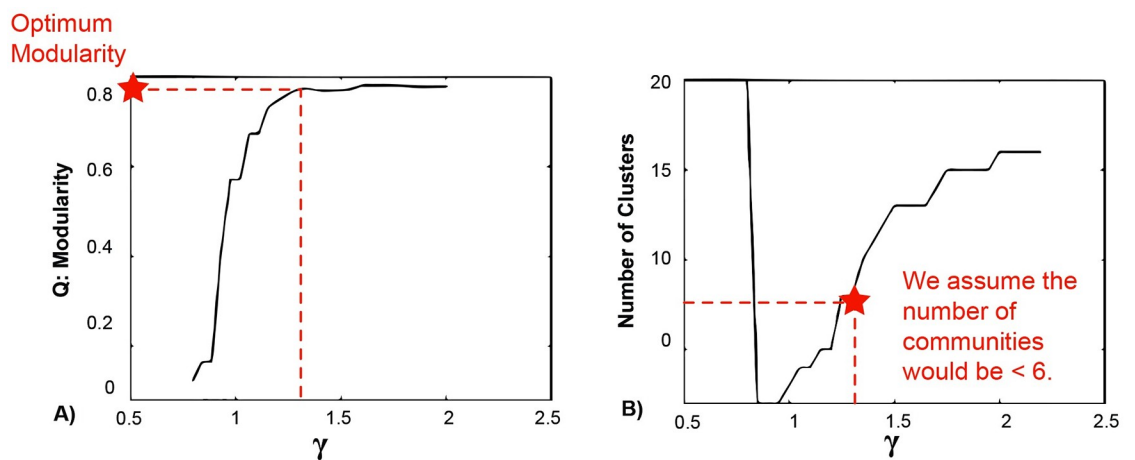 Optimum
Modularity
0.8
0.6
0.4
0.2
0
Q: Modularity
A)
0.5
1
1.5
2
2.5
γ
20
15
10
0
Number of Clusters
B)
0.5
1
1.5
2
2.5
γ
We assume the
number of
communities
would be < 6.